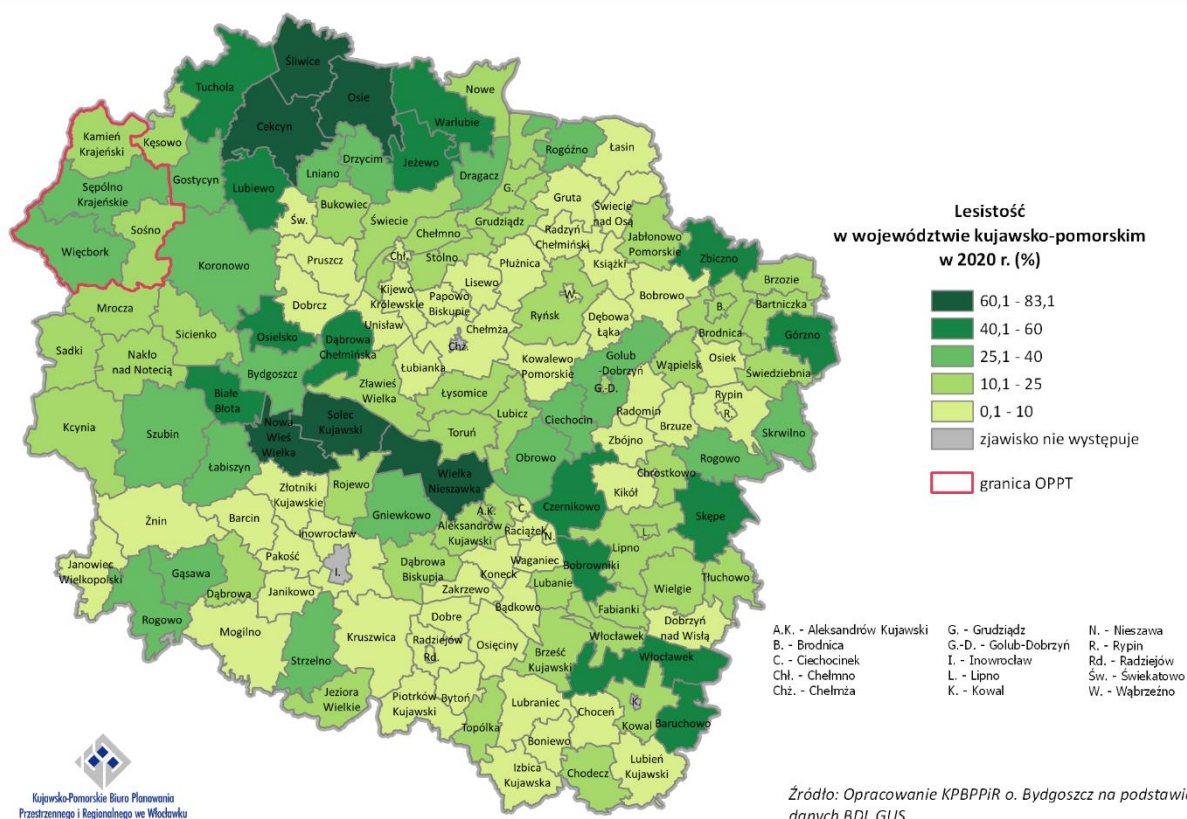 Śliwice
Tuchola
Osie
Nowe
Cekcyn
Warlubie
Kamień
Krajeński
Kęsowo
Rogóźno
Łasin
Drzycim
Jeżewo
Lniano
Dragacz
Gostycyn
Lubiewo
G.
Sępólno
Krajeńskie
Gruta
Świecie
nad Osą
Bukowiec
Św.
Świecie
Grudziądz
Sośno
Chełmno
Radzyń
Chełmiński
Jabłonowo
Pomorskie
Zbiczno
Więcbork
Koronowo
Pruszcz
Chł.
Stolno
Płużnica
Książki
Brzozie
Lisewo
Bartniczka
Mrocza
Dobrcz
Kijewo
Królewskie
Papowo
Biskupie
W.
Bobrowo
B.
Ryńsk
Dębowa
Łąka
Górzno
Sicienko
Osielsko
Unisław
Chełmża
Brodnica
Sadki
Dąbrowa
Chełmińska
Chż.
Nakło
nad Notecią
Kowalewo
Pomorskie
Golub
-Dobrzyń
Wąpielsk
Osiek
Świedziebnia
Bydgoszcz
Łubianka
G.-D.
Białe
Błota
Zławieś
Wielka
Łysomice
Rypin
R.
Kcynia
Szubin
Nowa
Wieś
Wielka
Solec
Kujawski
Lubicz
Ciechocin
Radomin
Brzuze
Skrwilno
Toruń
Zbójno
Łabiszyn
Obrowo
Rogowo
Wielka
Nieszawka
Chrostkowo
Złotniki
Kujawskie
Rojewo
Kikół
Czernikowo
Skępe
Żnin
Barcin
Gniewkowo
A.K.
C.
Aleksandrów
Kujawski
Raciążek
N.
Inowrocław
L.
Lipno
Janowiec
Wielkopolski
Pakość
I.
Waganiec
Bobrowniki
Gąsawa
Dąbrowa
Biskupia
Koneck
Lubanie
Tłuchowo
Dąbrowa
Janikowo
Zakrzewo
Wielgie
Rogowo
Bądkowo
Fabianki
Mogilno
Kruszwica
Dobre
Dobrzyń
nad Wisłą
Radziejów
Rd.
Osięciny
Włocławek
Strzelno
Brześć
Kujawski
Włocławek
Jeziora
Wielkie
Piotrków
Kujawski
Bytoń
Lubraniec
Choceń
K.
Kowal
Baruchowo
Topólka
Boniewo
Izbica
Kujawska
Chodecz
Lubień
Kujawski
Lesistość
w województwie kujawsko-pomorskim
w 2020 r. (%)
60,1 - 83,1
40,1 - 60
25,1 - 40
10,1 - 25
0,1 - 10
zjawisko nie występuje
granica OPPT
A.K. - Aleksandrów Kujawski
B. - Brodnica
C. - Ciechocinek
Chł. - Chełmno
Chż. - Chełmża
G. - Grudziądz
G.-D. - Golub-Dobrzyń
I. - Inowrocław
L. - Lipno
K. - Kowal
N. - Nieszawa
R. - Rypin
Rd. - Radziejów
Św. - Świekatowo
W. - Wąbrzeźno
Kujawsko-Pomorskie Biuro Planowania
Przestrzennego i Regionalnego we Włocławku
Źródło: Opracowanie KPBPPiR o. Bydgoszcz na podstawie
danych BDL GUS